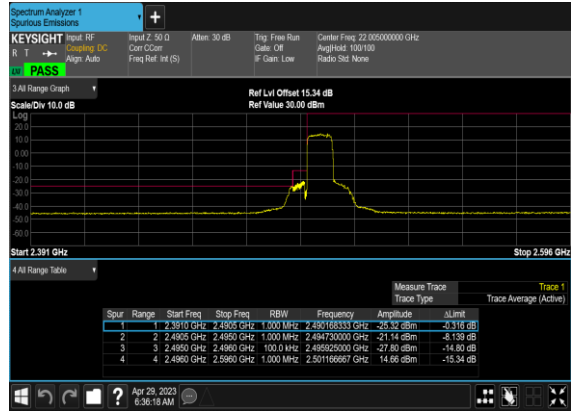 Spectrum Analyzer 1
Spurious Emissions
+
KEYSIGHT Input: RF Input Z: 50 Ω Atten: 30 dB Trig: Free Run Center Freq: 22.005000000 GHz
R T Coupling: DC Corr CCorr Gate: Off Avg|Hold: 100/100
Align: Auto Freq Ref: Int (S) IF Gain: Low Radio Std: None
PASS
3 All Range Graph
Ref Lvl Offset 15.34 dB
Scale/Div 10.0 dB Ref Value 30.00 dBm
Log
20.0
10.0
0.00
-10.0
-20.0
-30.0
-40.0
-50.0
-60.0
Start 2.391 GHz Stop 2.596 GHz
4 All Range Table
Measure Trace Trace 1
Trace Type Trace Average (Active)
Spur Range Start Freq Stop Freq RBW Frequency Amplitude ΔLimit
1 1 2.3910 GHz 2.4905 GHz 1.000 MHz 2.490168333 GHz -25.32 dBm -0.316 dB
2 2 2.4905 GHz 2.4950 GHz 1.000 MHz 2.494730000 GHz -21.14 dBm -8.139 dB
3 3 2.4950 GHz 2.4960 GHz 100.0 kHz 2.495925000 GHz -27.80 dBm -14.80 dB
4 4 2.4960 GHz 2.5960 GHz 1.000 MHz 2.501166667 GHz 14.66 dBm -15.34 dB
?
Apr 29, 2023
6:36:18 AM